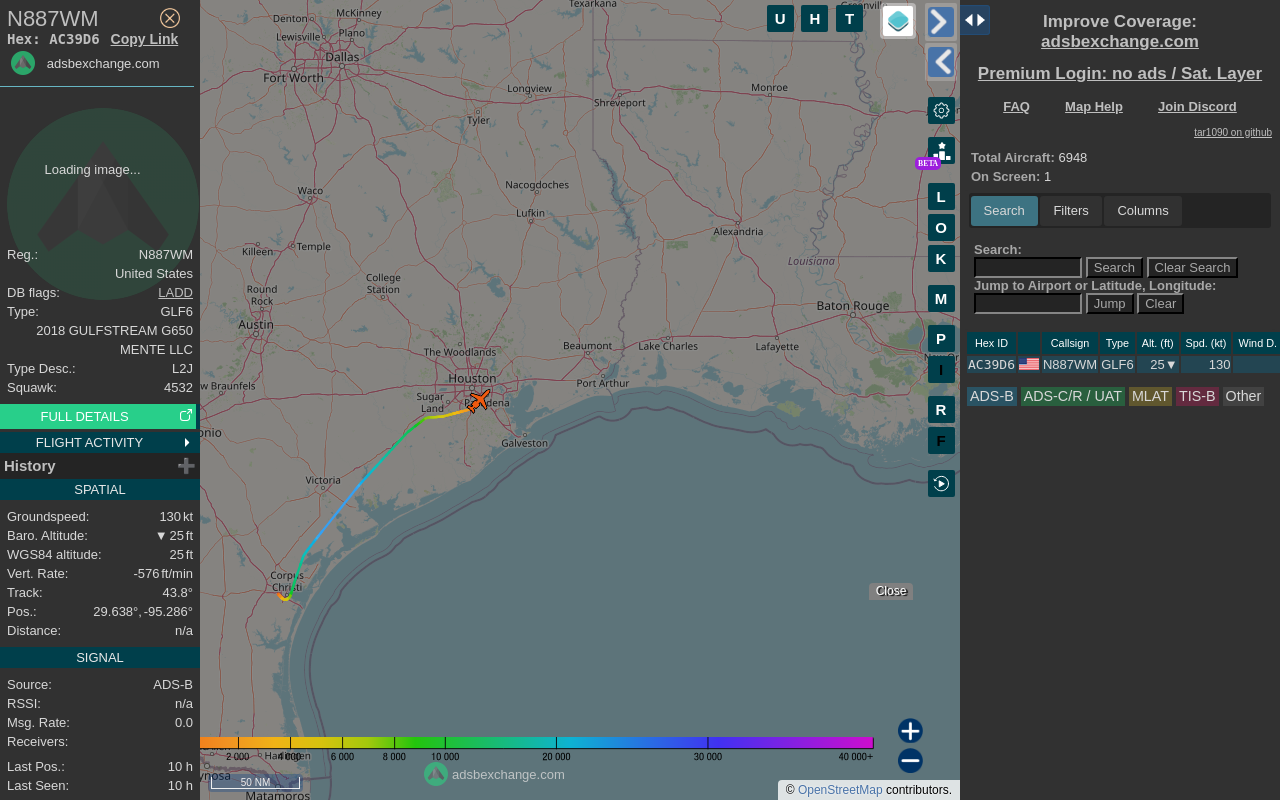 N887WM
Hex: AC39D6 Copy Link
adsbexchange.com
Loading image...
Reg.: N887WM
United States
DB flags: LADD
Type: GLF6
2018 GULFSTREAM G650
MENTE LLC
Type Desc.: L2J
Squawk: 4532
FULL DETAILS
FLIGHT ACTIVITY
History
SPATIAL
Groundspeed: 130 kt
Baro. Altitude: ▼ 25 ft
WGS84 altitude: 25 ft
Vert. Rate: -576 ft/min
Track: 43.8°
Pos.: 29.638°, -95.286°
Distance: n/a
SIGNAL
Source: ADS-B
RSSI: n/a
Msg. Rate: 0.0
Receivers:
Last Pos.: 10 h
Last Seen: 10 h
Texarkana
Greenville
Denton
McKinney
Lewisville
Plano
Dallas
Fort Worth
Longview
Monroe
Shreveport
Tyler
Waco
Nacogdoches
Lufkin
Alexandria
Killeen
Temple
Louisiana
College
Station
Round
Rock
Baton Rouge
Austin
The Woodlands
Beaumont
Lake Charles
Lafayette
Houston
w Braunfels
Port Arthur
Sugar
Land
onio
Galveston
Victoria
Corpus
Christi
Matamoros
U H T
BETA
L
O
K
M
P
I
R
F
Close
2 000 4 000 6 000 8 000 10 000 20 000 30 000 40 000+
50 NM
adsbexchange.com
© OpenStreetMap contributors.
Improve Coverage:
adsbexchange.com
Premium Login: no ads / Sat. Layer
FAQ Map Help Join Discord
tar1090 on github
Total Aircraft: 6948
On Screen: 1
Search Filters Columns
Search:
Search Clear Search
Jump to Airport or Latitude, Longitude:
Jump Clear
Hex ID Callsign Type Alt. (ft) Spd. (kt) Wind D.
AC39D6 N887WM GLF6 25▼ 130
ADS-B ADS-C/R / UAT MLAT TIS-B Other